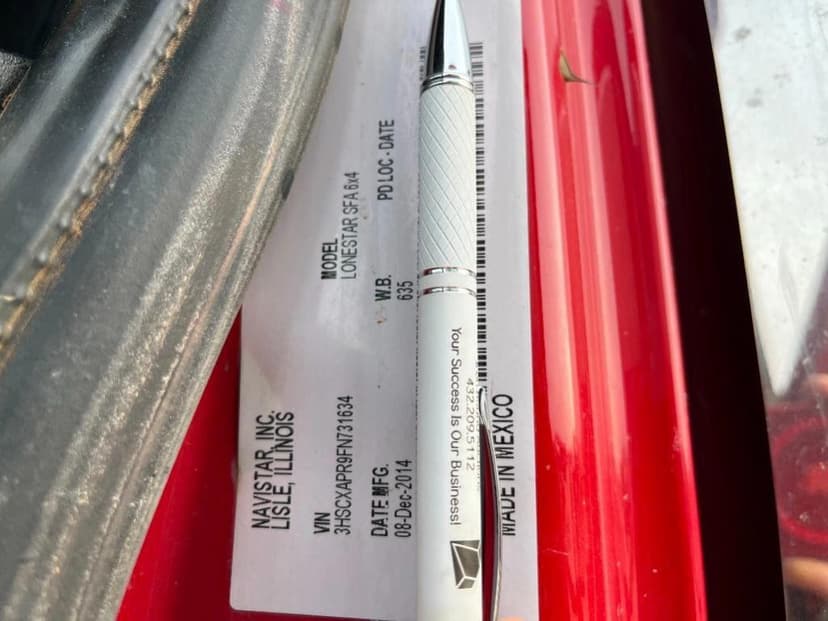 NAVISTAR, INC.
LISLE, ILLINOIS
MODEL
LONESTAR SFA 6x4
VIN
3HSCXAPR9FN731634
DATE MFG.
08-Dec-2014
W.B.
635
PD LOC - DATE
MADE IN MEXICO
432.209.5112
Your Success Is Our Business!